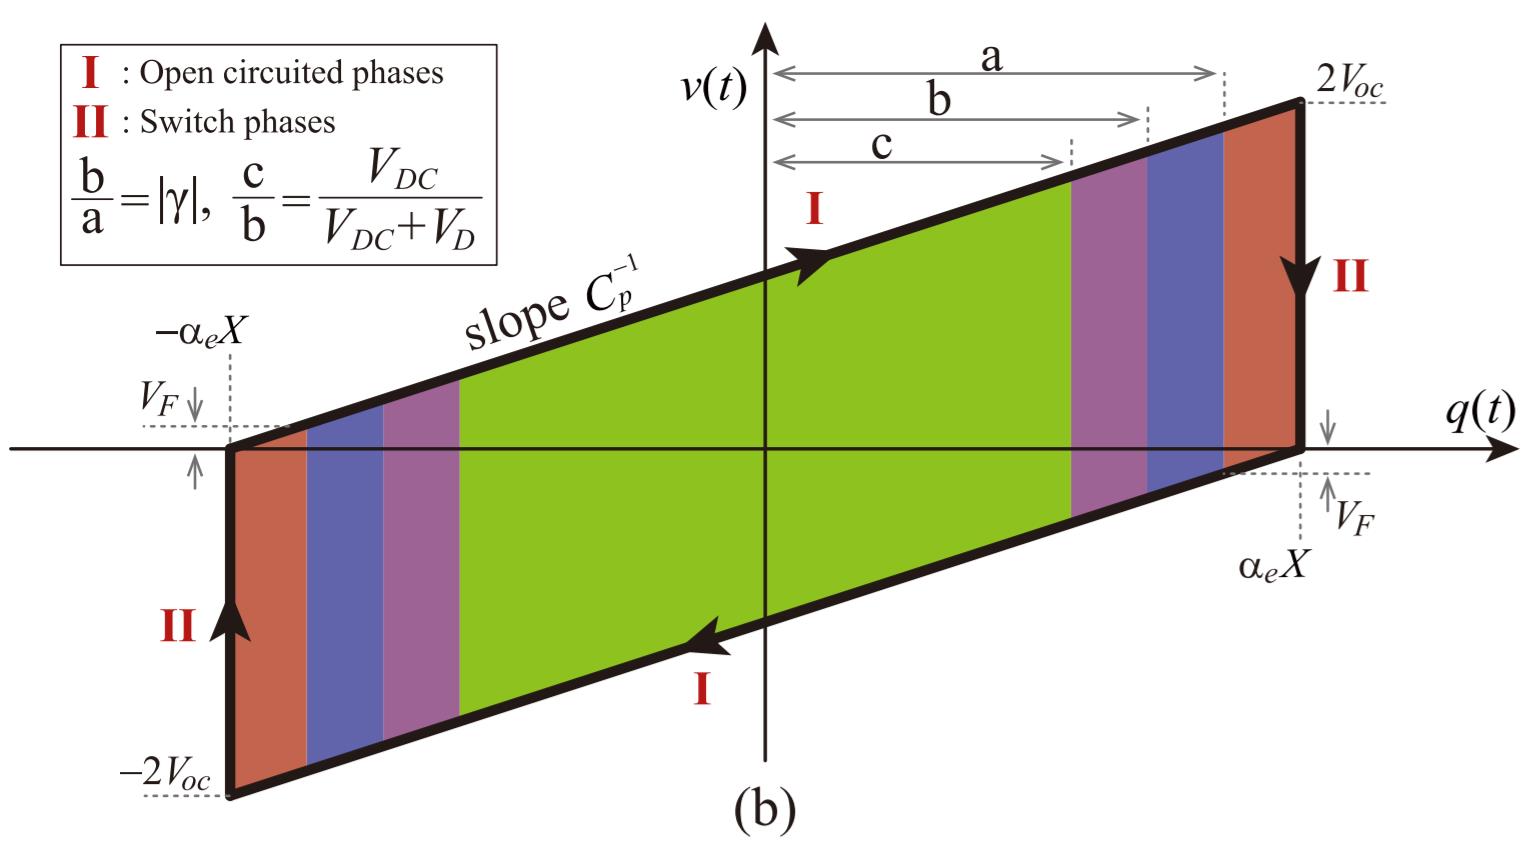 I : Open circuited phases
II : Switch phases
b/a = |γ|, c/b = V_DC/(V_DC+V_D)
v(t)
a
b
c
2V_oc
I
II
slope C_p^{-1}
−α_eX
V_F
q(t)
V_F
α_eX
II
I
−2V_oc
(b)